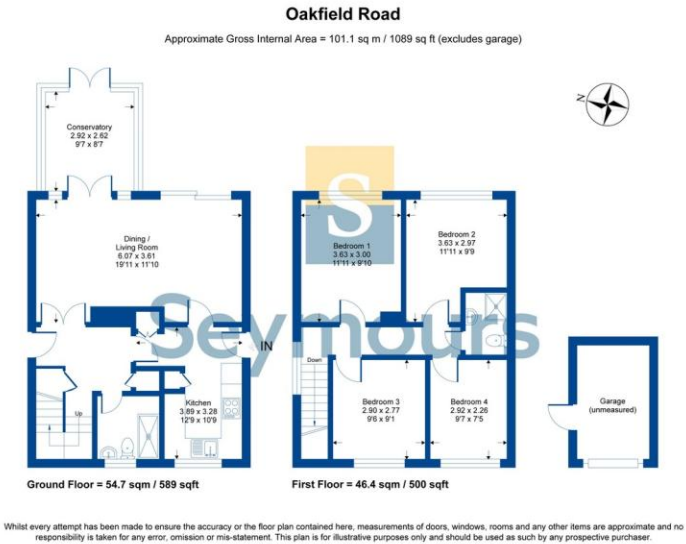 Oakfield Road
Approximate Gross Internal Area = 101.1 sq m / 1089 sq ft (excludes garage)
N
Conservatory
2.92 x 2.62
9'7 x 8'7
S
Dining /
Living Room
6.07 x 3.61
19'11 x 11'10
Bedroom 1
3.63 x 3.00
11'11 x 9'10
Bedroom 2
3.63 x 2.97
11'11 x 9'9
Seymours
IN
Down
Up
Kitchen
3.89 x 3.28
12'9 x 10'9
Bedroom 3
2.90 x 2.77
9'6 x 9'1
Bedroom 4
2.92 x 2.26
9'7 x 7'5
Garage
(unmeasured)
Ground Floor = 54.7 sqm / 589 sqft
First Floor = 46.4 sqm / 500 sqft
Whilst every attempt has been made to ensure the accuracy or the floor plan contained here, measurements of doors, windows, rooms and any other items are approximate and no
responsibility is taken for any error, omission or mis-statement. This plan is for illustrative purposes only and should be used as such by any prospective purchaser.